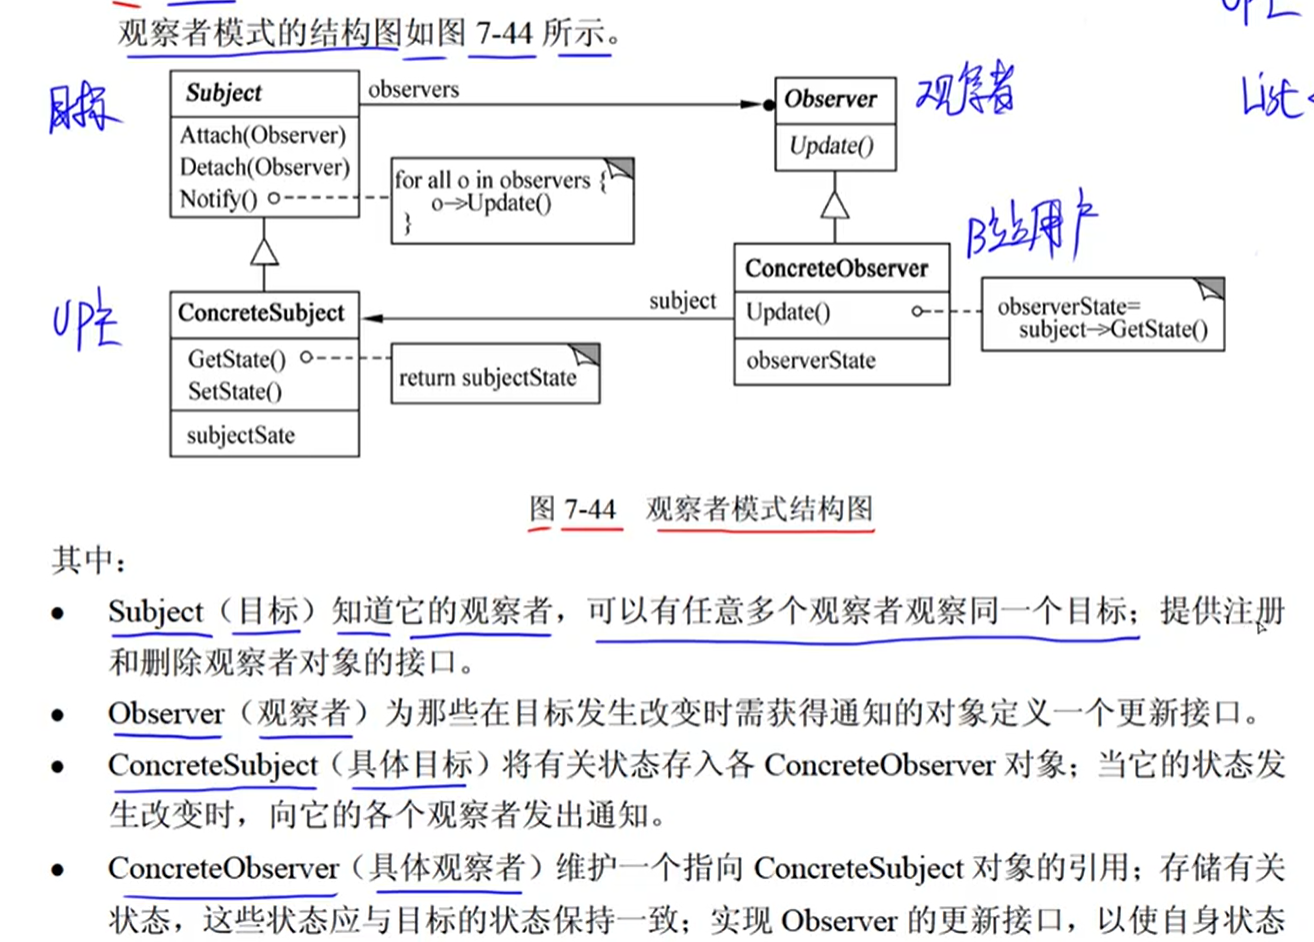 观察者模式的结构图如图 7-44 所示。
目标
Subject
observers
Observer
观察者
List
Attach(Observer)
Detach(Observer)
Notify()
for all o in observers {
o->Update()
}
Update()
B站用户
UP主
ConcreteSubject
subject
ConcreteObserver
Update()
observerState=
subject->GetState()
GetState()
SetState()
return subjectState
observerState
subjectSate
图 7-44 观察者模式结构图
其中：
● Subject（目标）知道它的观察者，可以有任意多个观察者观察同一个目标；提供注册
和删除观察者对象的接口。
● Observer（观察者）为那些在目标发生改变时需获得通知的对象定义一个更新接口。
● ConcreteSubject（具体目标）将有关状态存入各 ConcreteObserver 对象；当它的状态发
生改变时，向它的各个观察者发出通知。
● ConcreteObserver（具体观察者）维护一个指向 ConcreteSubject 对象的引用；存储有关
状态，这些状态应与目标的状态保持一致；实现 Observer 的更新接口，以使自身状态